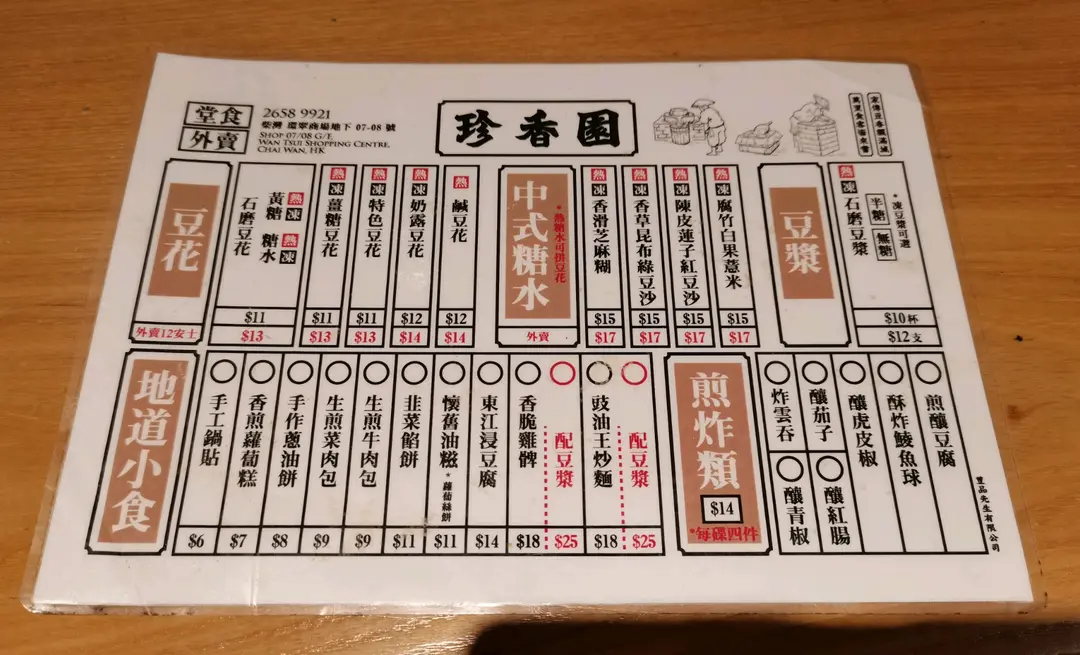 堂食
外賣
2658 9921
柴灣 環翠商場地下 07-08 號
SHOP 07/08 G/F,
WAN TSUI SHOPPING CENTRE,
CHAI WAN, HK
珍香園
豆花
外賣12安士
石磨豆花
黃糖 熱 凍
糖水 熱 凍
$11
$13
熱 凍 薑糖豆花
$11
$13
熱 凍 特色豆花
$11
$13
熱 凍 奶露豆花
$12
$14
熱 鹹豆花
$12
$14
中式糖水
*熱糖水可併豆花
外賣
熱 凍 香滑芝麻糊
$15
$17
熱 凍 香草昆布綠豆沙
$15
$17
熱 凍 陳皮蓮子紅豆沙
$15
$17
熱 凍 腐竹白果薏米
$15
$17
豆漿
熱 凍 石磨豆漿
*凍豆漿可選
半糖 無糖
$10 杯
$12 支
地道小食
手工鍋貼
$6
香煎蘿蔔糕
$7
手作蔥油餅
$8
生煎菜肉包
$9
生煎牛肉包
$9
韭菜餡餅
$11
懷舊油糍 *蘿蔔絲餅
$11
東江浸豆腐
$14
香脆雞髀
$18
配豆漿
$25
豉油王炒麵
$18
配豆漿
$25
煎炸類
$14
*每碟四件
炸雲吞
釀青椒
釀茄子
釀紅腸
釀虎皮椒
酥炸鯪魚球
煎釀豆腐
豐品先生有限公司